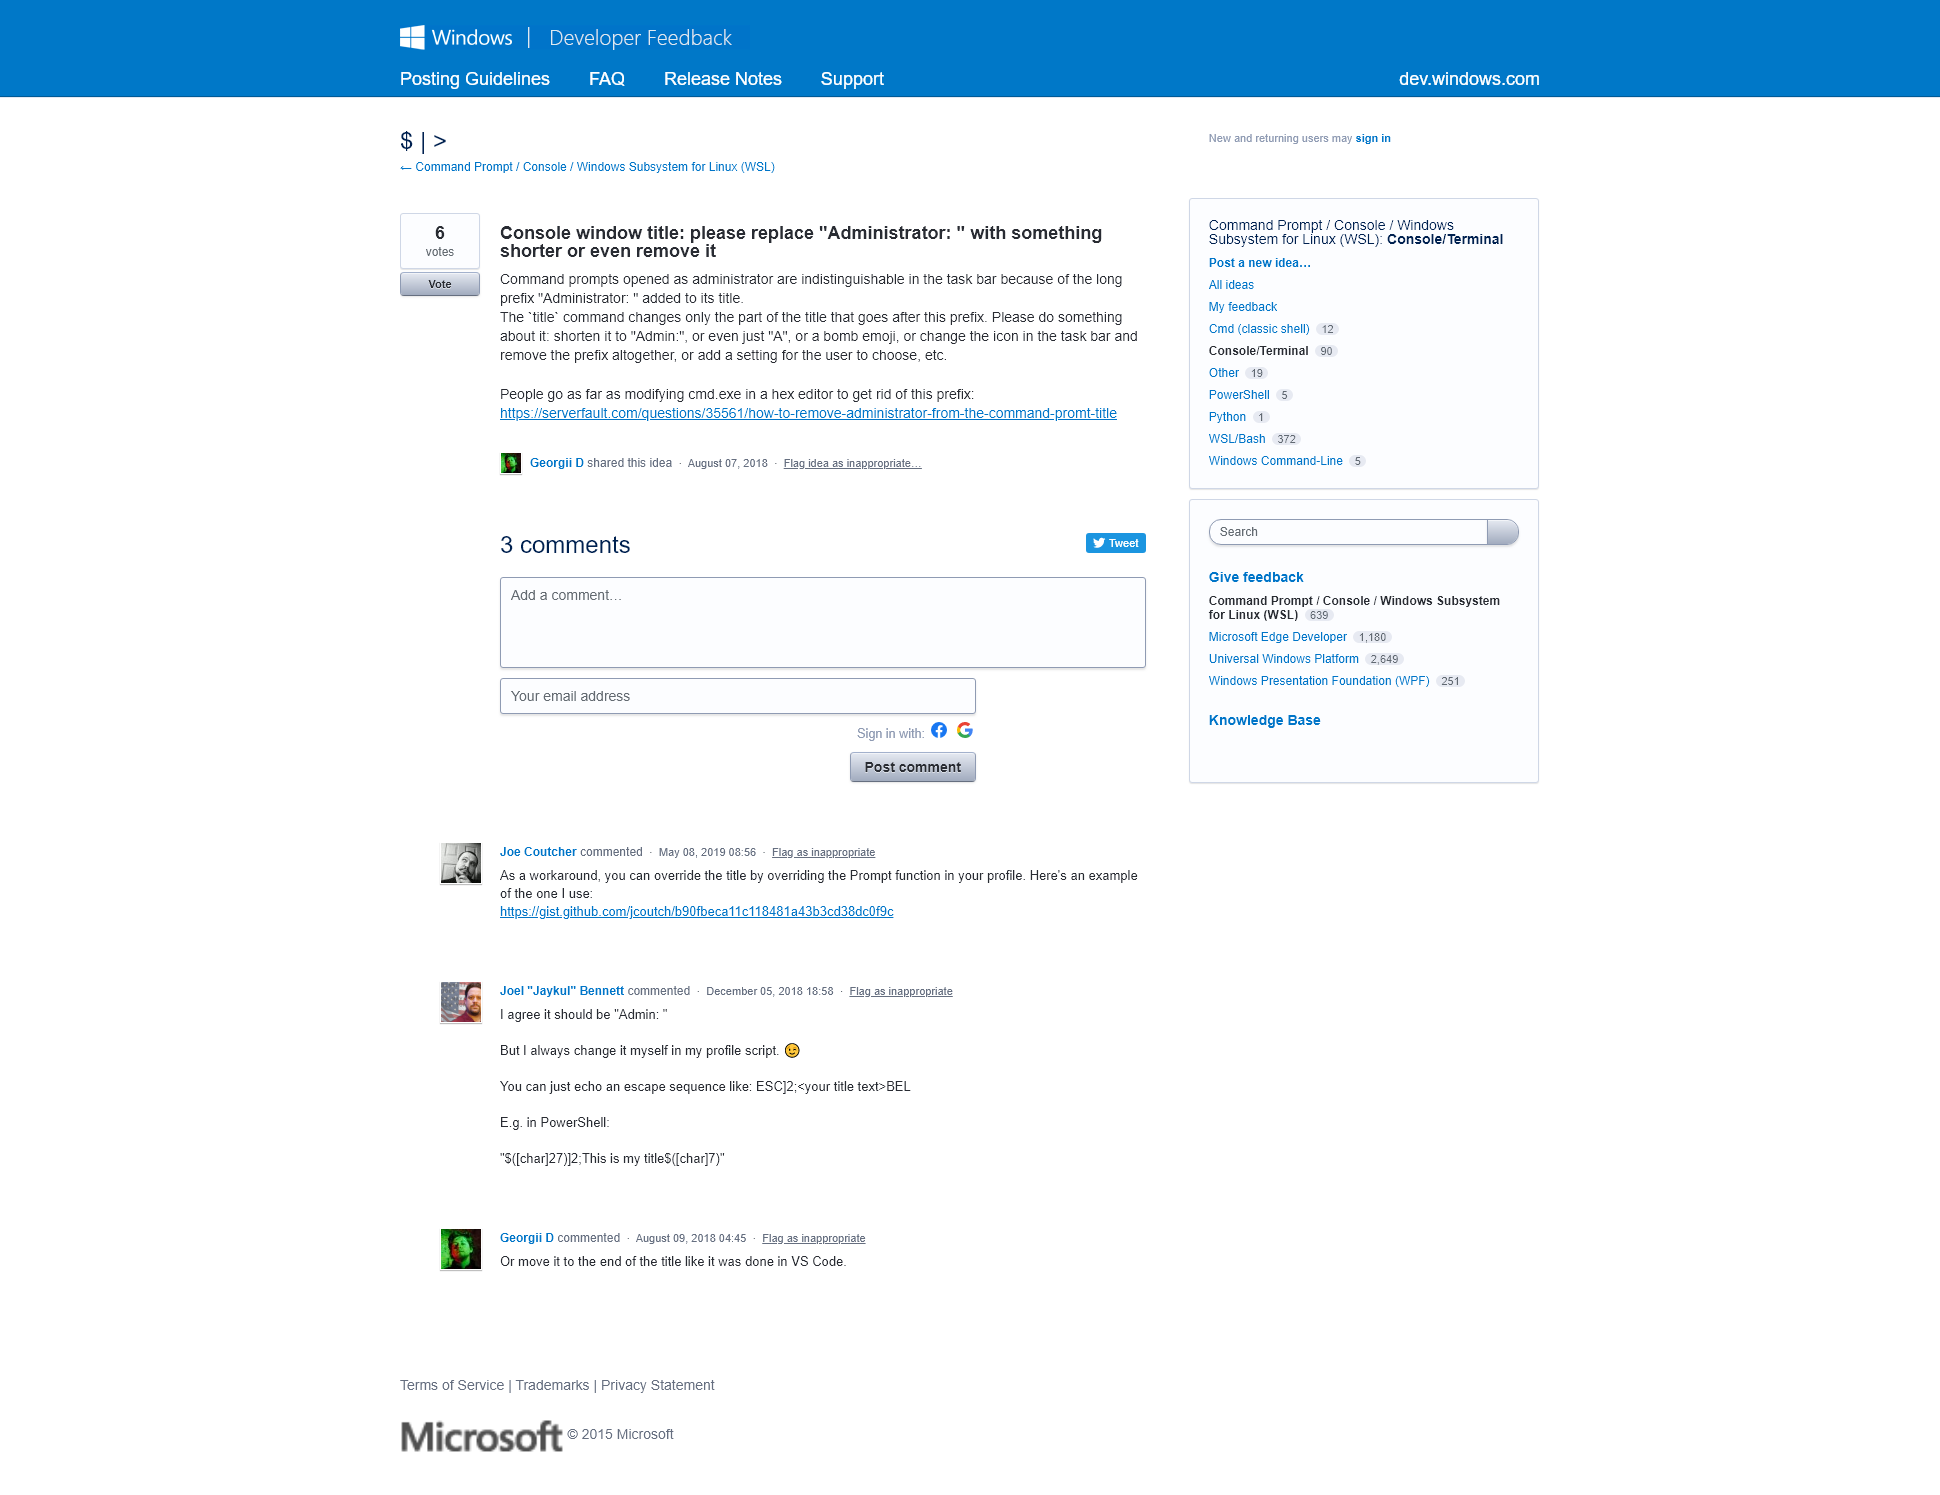 Windows | Developer Feedback
Posting Guidelines FAQ Release Notes Support dev.windows.com
$ | >
← Command Prompt / Console / Windows Subsystem for Linux (WSL)
New and returning users may sign in
6
votes
Vote
Console window title: please replace "Administrator: " with something
shorter or even remove it
Command prompts opened as administrator are indistinguishable in the task bar because of the long
prefix "Administrator: " added to its title.
The `title` command changes only the part of the title that goes after this prefix. Please do something
about it: shorten it to "Admin:", or even just "A", or a bomb emoji, or change the icon in the task bar and
remove the prefix altogether, or add a setting for the user to choose, etc.
People go as far as modifying cmd.exe in a hex editor to get rid of this prefix:
https://serverfault.com/questions/35561/how-to-remove-administrator-from-the-command-promt-title
Georgii D shared this idea · August 07, 2018 · Flag idea as inappropriate…
3 comments
Tweet
Add a comment…
Your email address
Sign in with:
Post comment
Joe Coutcher commented · May 08, 2019 08:56 · Flag as inappropriate
As a workaround, you can override the title by overriding the Prompt function in your profile. Here's an example
of the one I use:
https://gist.github.com/jcoutch/b90fbeca11c118481a43b3cd38dc0f9c
Joel "Jaykul" Bennett commented · December 05, 2018 18:58 · Flag as inappropriate
I agree it should be "Admin: "
But I always change it myself in my profile script. 😉
You can just echo an escape sequence like: ESC]2;<your title text>BEL
E.g. in PowerShell:
"$([char]27)]2;This is my title$([char]7)"
Georgii D commented · August 09, 2018 04:45 · Flag as inappropriate
Or move it to the end of the title like it was done in VS Code.
Command Prompt / Console / Windows
Subsystem for Linux (WSL): Console/Terminal
Post a new idea…
All ideas
My feedback
Cmd (classic shell) 12
Console/Terminal 90
Other 19
PowerShell 5
Python 1
WSL/Bash 372
Windows Command-Line 5
Search
Give feedback
Command Prompt / Console / Windows Subsystem
for Linux (WSL) 639
Microsoft Edge Developer 1,180
Universal Windows Platform 2,649
Windows Presentation Foundation (WPF) 251
Knowledge Base
Terms of Service | Trademarks | Privacy Statement
Microsoft © 2015 Microsoft